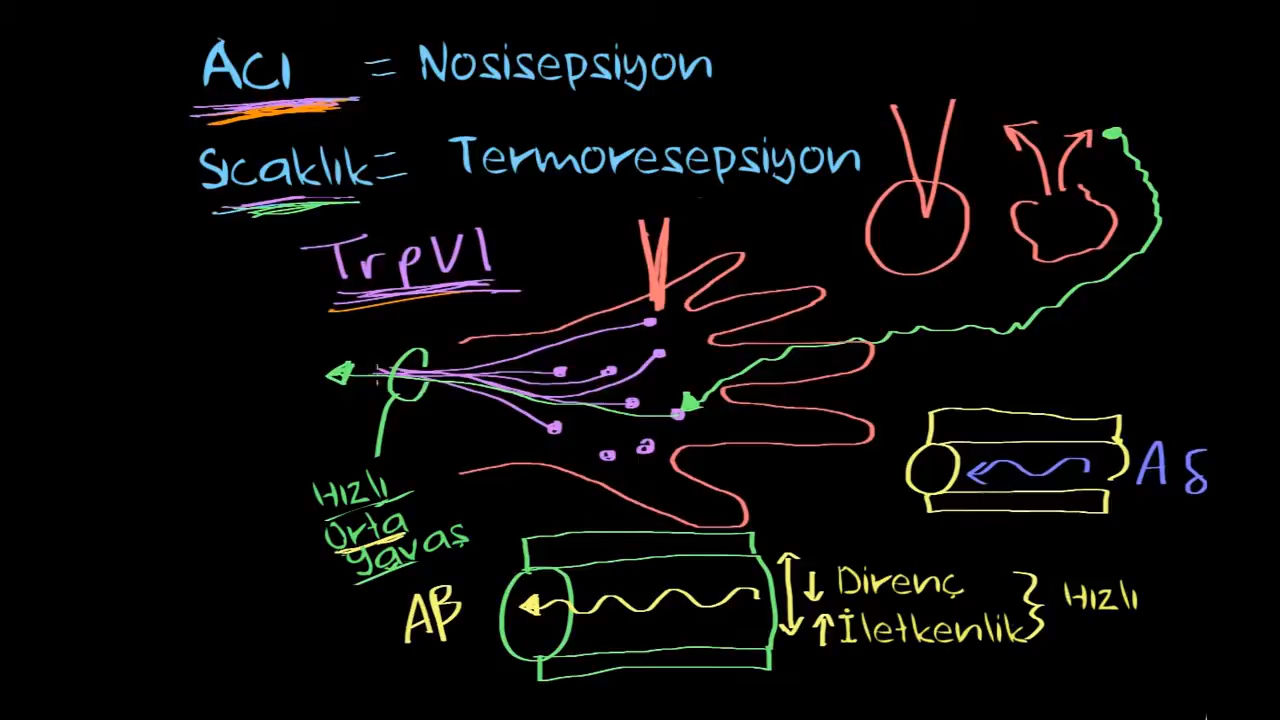 Acı = Nosisepsiyon
Sıcaklık = Termoresepsiyon
TrpV1
Hızlı
Orta
Yavaş
Aβ
↓ Direnç
↑ İletkenlik
} Hızlı
Aδ